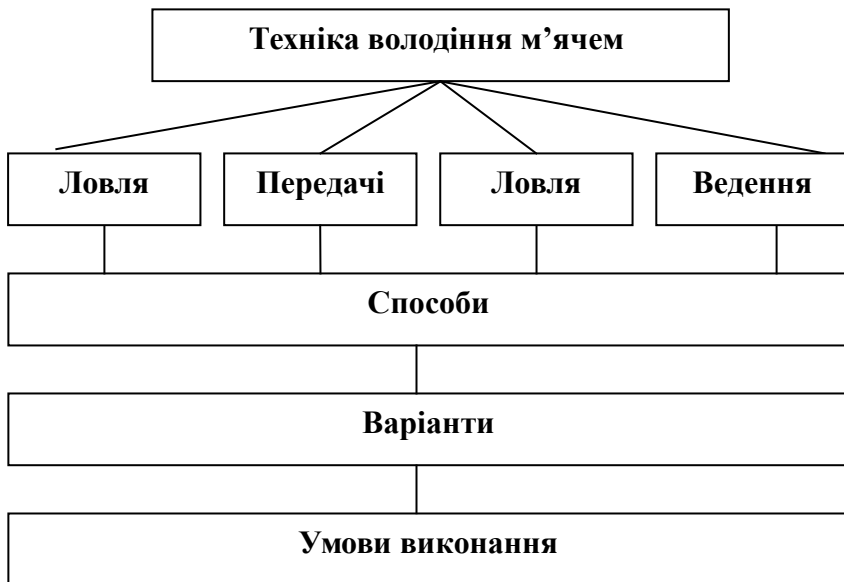 Техніка володіння м’ячем
Ловля
Передачі
Ловля
Ведення
Способи
Варіанти
Умови виконання